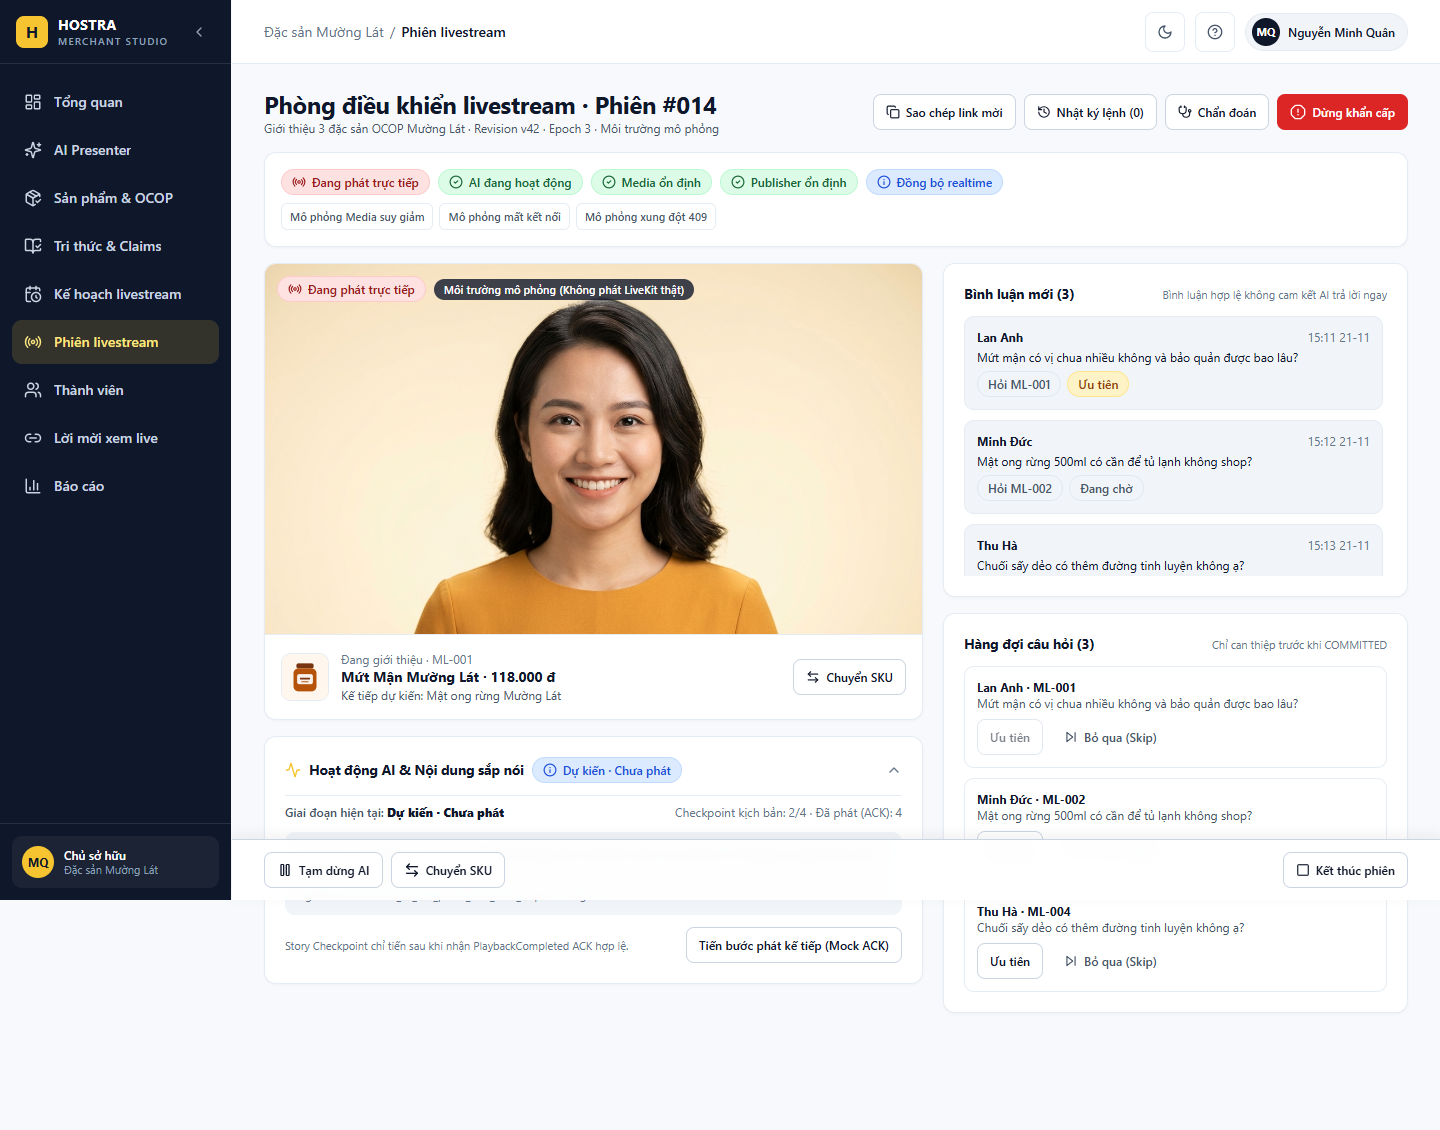 H
HOSTRA
MERCHANT STUDIO
Tổng quan
AI Presenter
Sản phẩm & OCOP
Tri thức & Claims
Kế hoạch livestream
Phiên livestream
Thành viên
Lời mời xem live
Báo cáo
MQ
Chủ sở hữu
Đặc sản Mường Lát
Đặc sản Mường Lát / Phiên livestream
MQ Nguyễn Minh Quân
Phòng điều khiển livestream · Phiên #014
Giới thiệu 3 đặc sản OCOP Mường Lát · Revision v42 · Epoch 3 · Môi trường mô phỏng
Sao chép link mời
Nhật ký lệnh (0)
Chẩn đoán
Dừng khẩn cấp
Đang phát trực tiếp
AI đang hoạt động
Media ổn định
Publisher ổn định
Đồng bộ realtime
Mô phỏng Media suy giảm
Mô phỏng mất kết nối
Mô phỏng xung đột 409
Đang phát trực tiếp
Môi trường mô phỏng (Không phát LiveKit thật)
Đang giới thiệu · ML-001
Mứt Mận Mường Lát · 118.000 đ
Kế tiếp dự kiến: Mật ong rừng Mường Lát
Chuyển SKU
Hoạt động AI & Nội dung sắp nói
Dự kiến · Chưa phát
Giai đoạn hiện tại: Dự kiến · Chưa phát
Checkpoint kịch bản: 2/4 · Đã phát (ACK): 4
Story Checkpoint chỉ tiến sau khi nhận PlaybackCompleted ACK hợp lệ.
Tiến bước phát kế tiếp (Mock ACK)
Bình luận mới (3)
Bình luận hợp lệ không cam kết AI trả lời ngay
Lan Anh
15:11 21-11
Mứt mận có vị chua nhiều không và bảo quản được bao lâu?
Hỏi ML-001
Ưu tiên
Minh Đức
15:12 21-11
Mật ong rừng 500ml có cần để tủ lạnh không shop?
Hỏi ML-002
Đang chờ
Thu Hà
15:13 21-11
Chuối sấy dẻo có thêm đường tinh luyện không ạ?
Hàng đợi câu hỏi (3)
Chỉ can thiệp trước khi COMMITTED
Lan Anh · ML-001
Mứt mận có vị chua nhiều không và bảo quản được bao lâu?
Ưu tiên
Bỏ qua (Skip)
Minh Đức · ML-002
Mật ong rừng 500ml có cần để tủ lạnh không shop?
Thu Hà · ML-004
Chuối sấy dẻo có thêm đường tinh luyện không ạ?
Ưu tiên
Bỏ qua (Skip)
Tạm dừng AI
Chuyển SKU
Kết thúc phiên